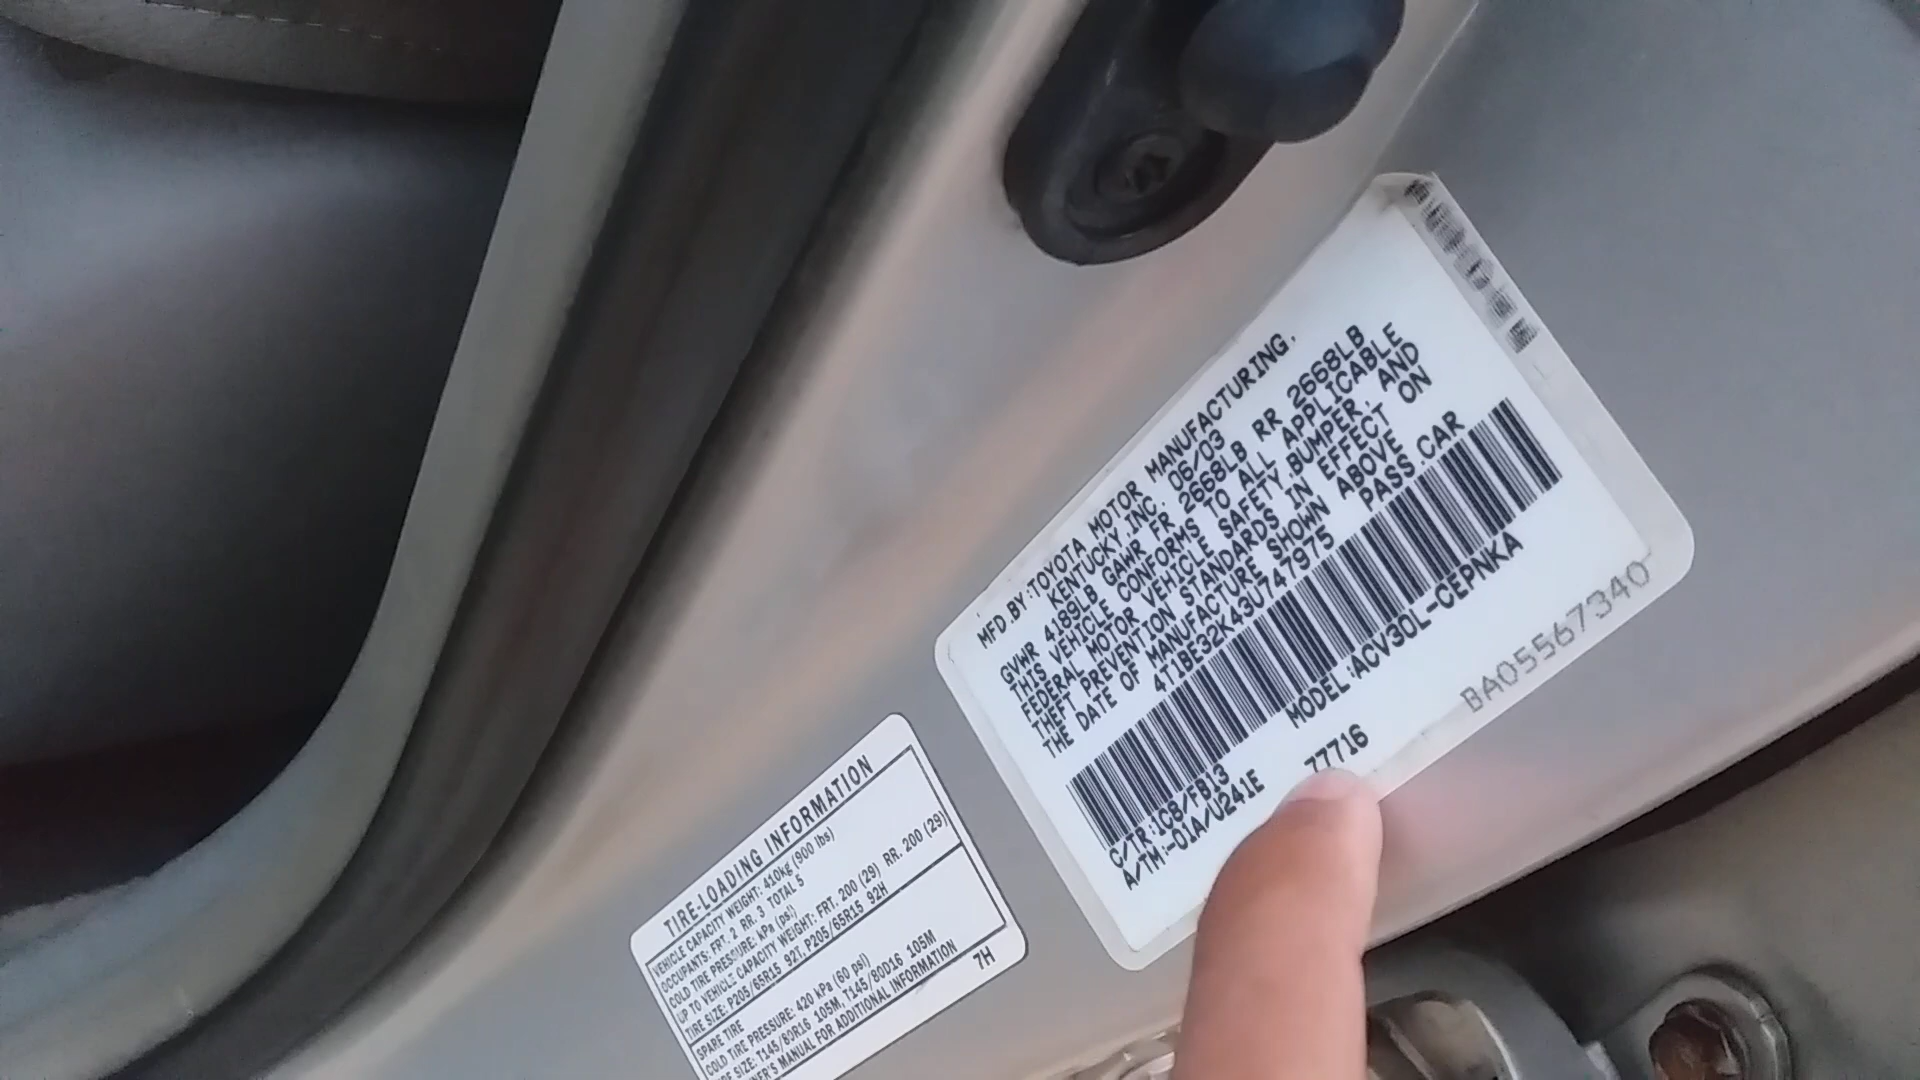 MFD.BY:TOYOTA MOTOR MANUFACTURING,
KENTUCKY,INC. 06/03
GVWR 4189LB GAWR FR 2668LB RR 2668LB
THIS VEHICLE CONFORMS TO ALL APPLICABLE
FEDERAL MOTOR VEHICLE SAFETY,BUMPER, AND
THEFT PREVENTION STANDARDS IN EFFECT ON
THE DATE OF MANUFACTURE SHOWN ABOVE
4T1BE32K43U747975 PASS.CAR
C/TR:1C8/FB13 MODEL:ACV30L-CEPNKA
A/TM:-01A/U241E 77716
BA05567340
TIRE-LOADING INFORMATION
VEHICLE CAPACITY WEIGHT: 410kg (900 lbs)
OCCUPANTS: FRT. 2 RR. 3 TOTAL 5
COLD TIRE PRESSURE: kPa (psi)
UP TO VEHICLE CAPACITY WEIGHT: FRT. 200 (29) RR. 200 (29)
TIRE SIZE: P205/65R15 92T, P205/65R15 92H
SPARE TIRE
COLD TIRE PRESSURE: 420 kPa (60 psi)
SIZE: T145/80R16 105M, T145/80D16 105M
MANUAL FOR ADDITIONAL INFORMATION
7H